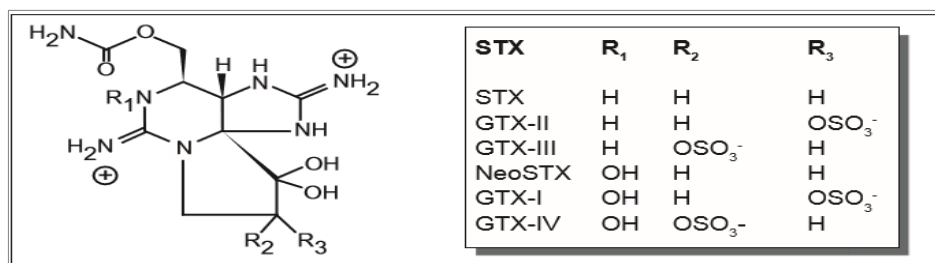 H₂N O
O
H H
N ⊕
NH₂
R₁ N
NH
H₂N N
⊕
OH
OH
R₂ R₃
STX R₁ R₂ R₃
STX H H H
GTX-II H H OSO₃⁻
GTX-III H OSO₃⁻ H
NeoSTX OH H H
GTX-I OH H OSO₃⁻
GTX-IV OH OSO₃- H